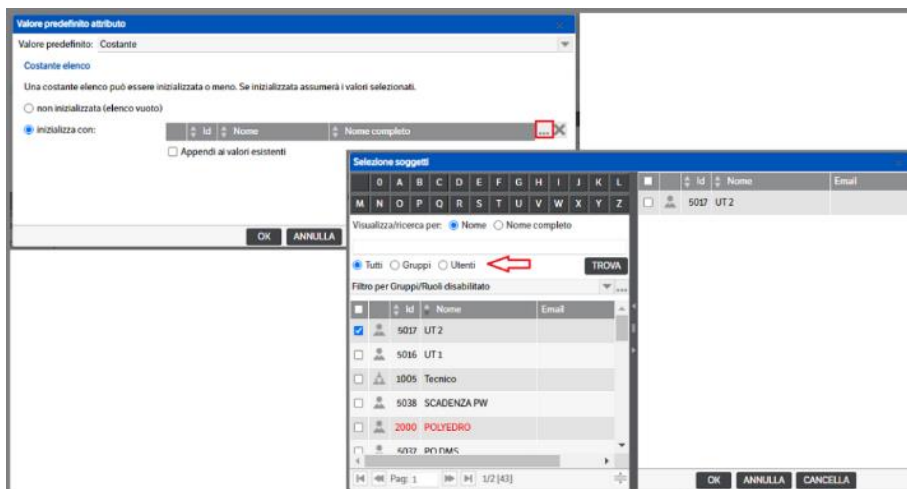 Valore predefinito attributo
Valore predefinito: Costante
Costante elenco
Una costante elenco può essere inizializzata o meno. Se inizializzata assumerà i valori selezionati.
non inizializzata (elenco vuoto)
inizializza con:
Id Nome Nome completo ...
Appendi ai valori esistenti
OK ANNULLA
Selezione soggetti
0 A B C D E F G H I J K L
M N O P Q R S T U V W X Y Z
Visualizza/ricerca per: Nome Nome completo
Tutti Gruppi Utenti TROVA
Filtro per Gruppi/Ruoli disabilitato ...
Id Nome Email
5017 UT 2
5016 UT 1
1005 Tecnico
5038 SCADENZA PW
2000 POLYEDRO
5037 PO DMS
Pag: 1 1/2 [43]
Id Nome Email
5017 UT 2
OK ANNULLA CANCELLA